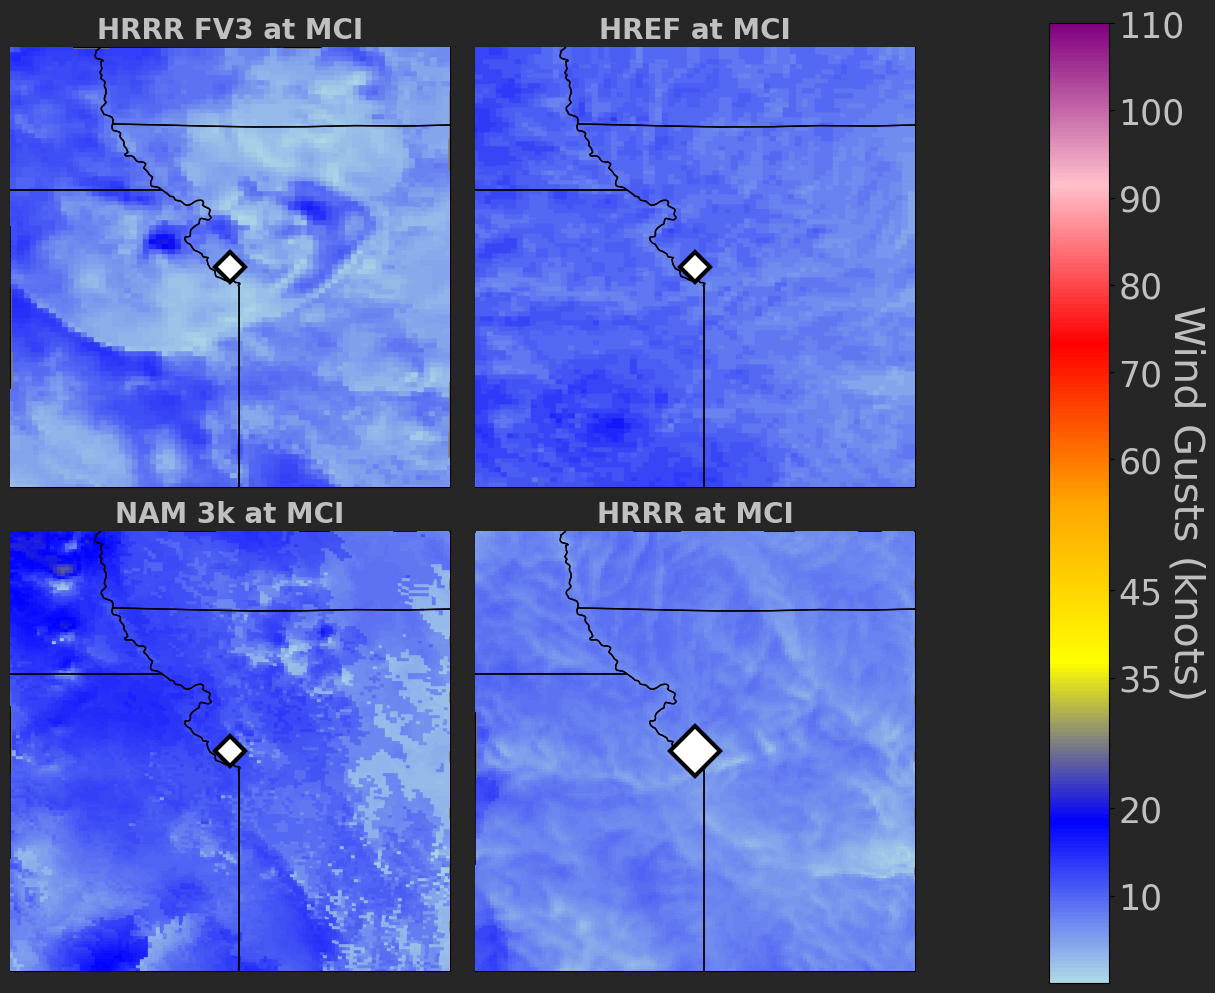 HRRR FV3 at MCI
HREF at MCI
NAM 3k at MCI
HRRR at MCI
110
100
90
80
70
60
45
35
20
10
Wind Gusts (knots)